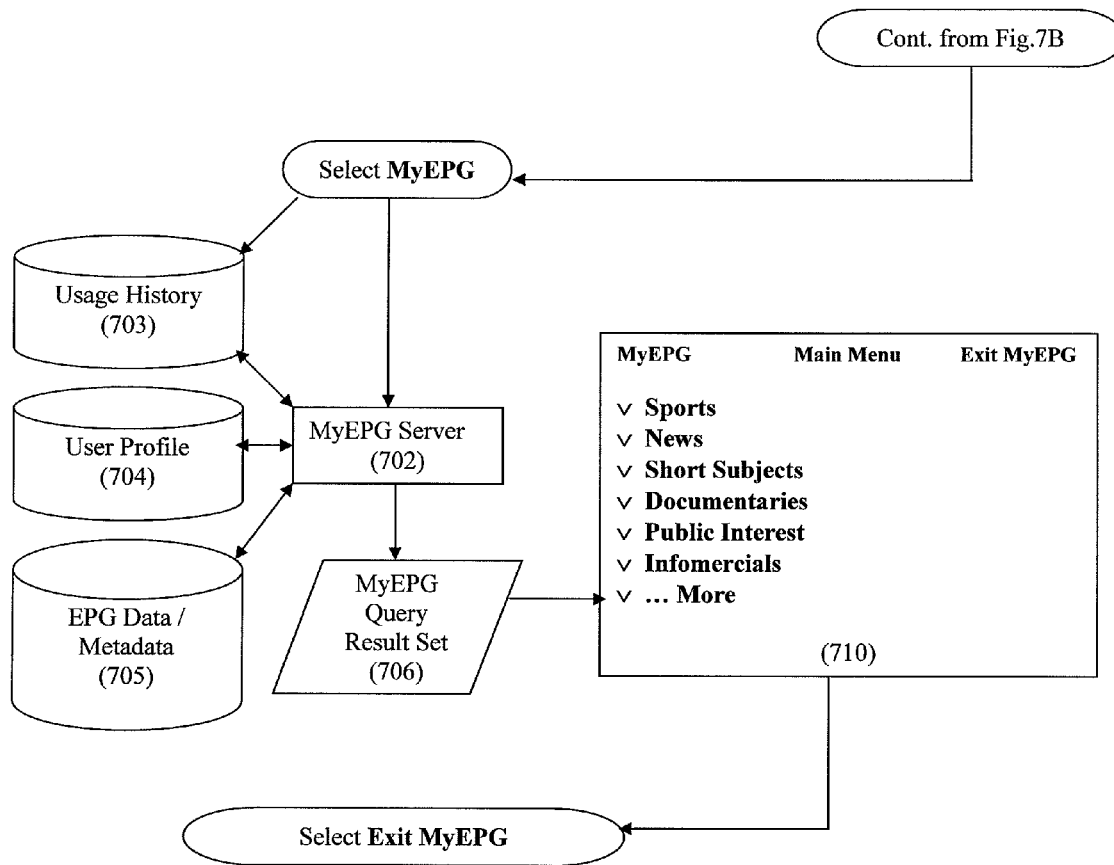 Cont. from Fig.7B
Select MyEPG
Usage History
(703)
User Profile
(704)
EPG Data /
Metadata
(705)
MyEPG Server
(702)
MyEPG
Query
Result Set
(706)
MyEPG Main Menu Exit MyEPG
v Sports
v News
v Short Subjects
v Documentaries
v Public Interest
v Infomercials
v … More
(710)
Select Exit MyEPG